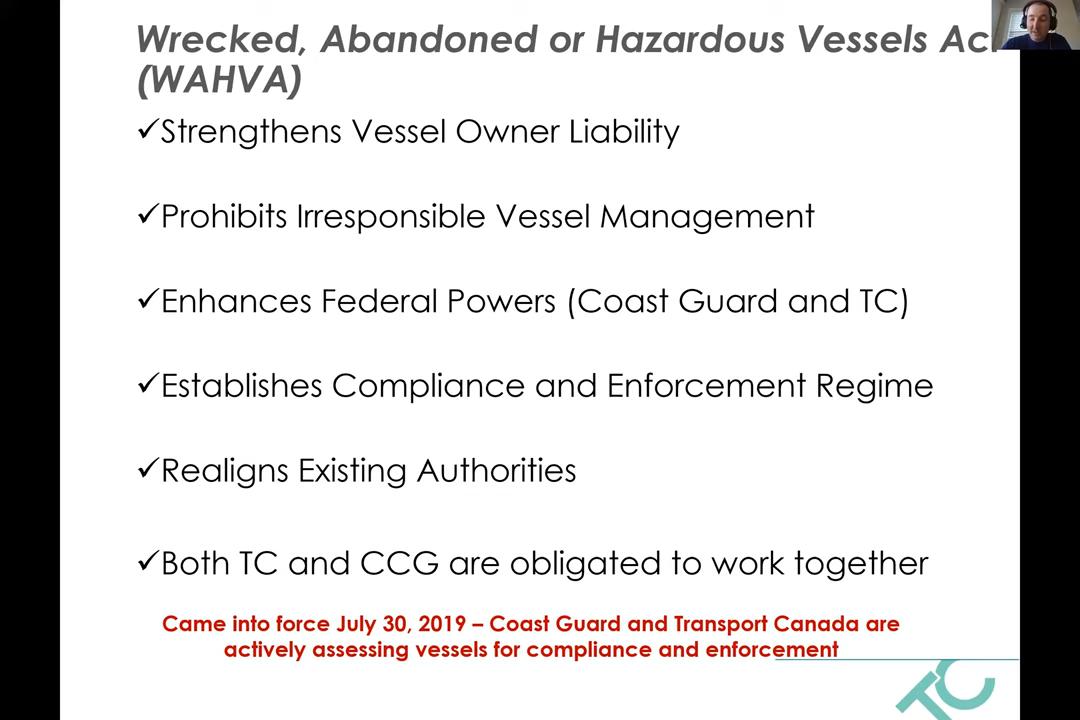 Wrecked, Abandoned or Hazardous Vessels Act
(WAHVA)
✓Strengthens Vessel Owner Liability
✓Prohibits Irresponsible Vessel Management
✓Enhances Federal Powers (Coast Guard and TC)
✓Establishes Compliance and Enforcement Regime
✓Realigns Existing Authorities
✓Both TC and CCG are obligated to work together
Came into force July 30, 2019 – Coast Guard and Transport Canada are
actively assessing vessels for compliance and enforcement
TC